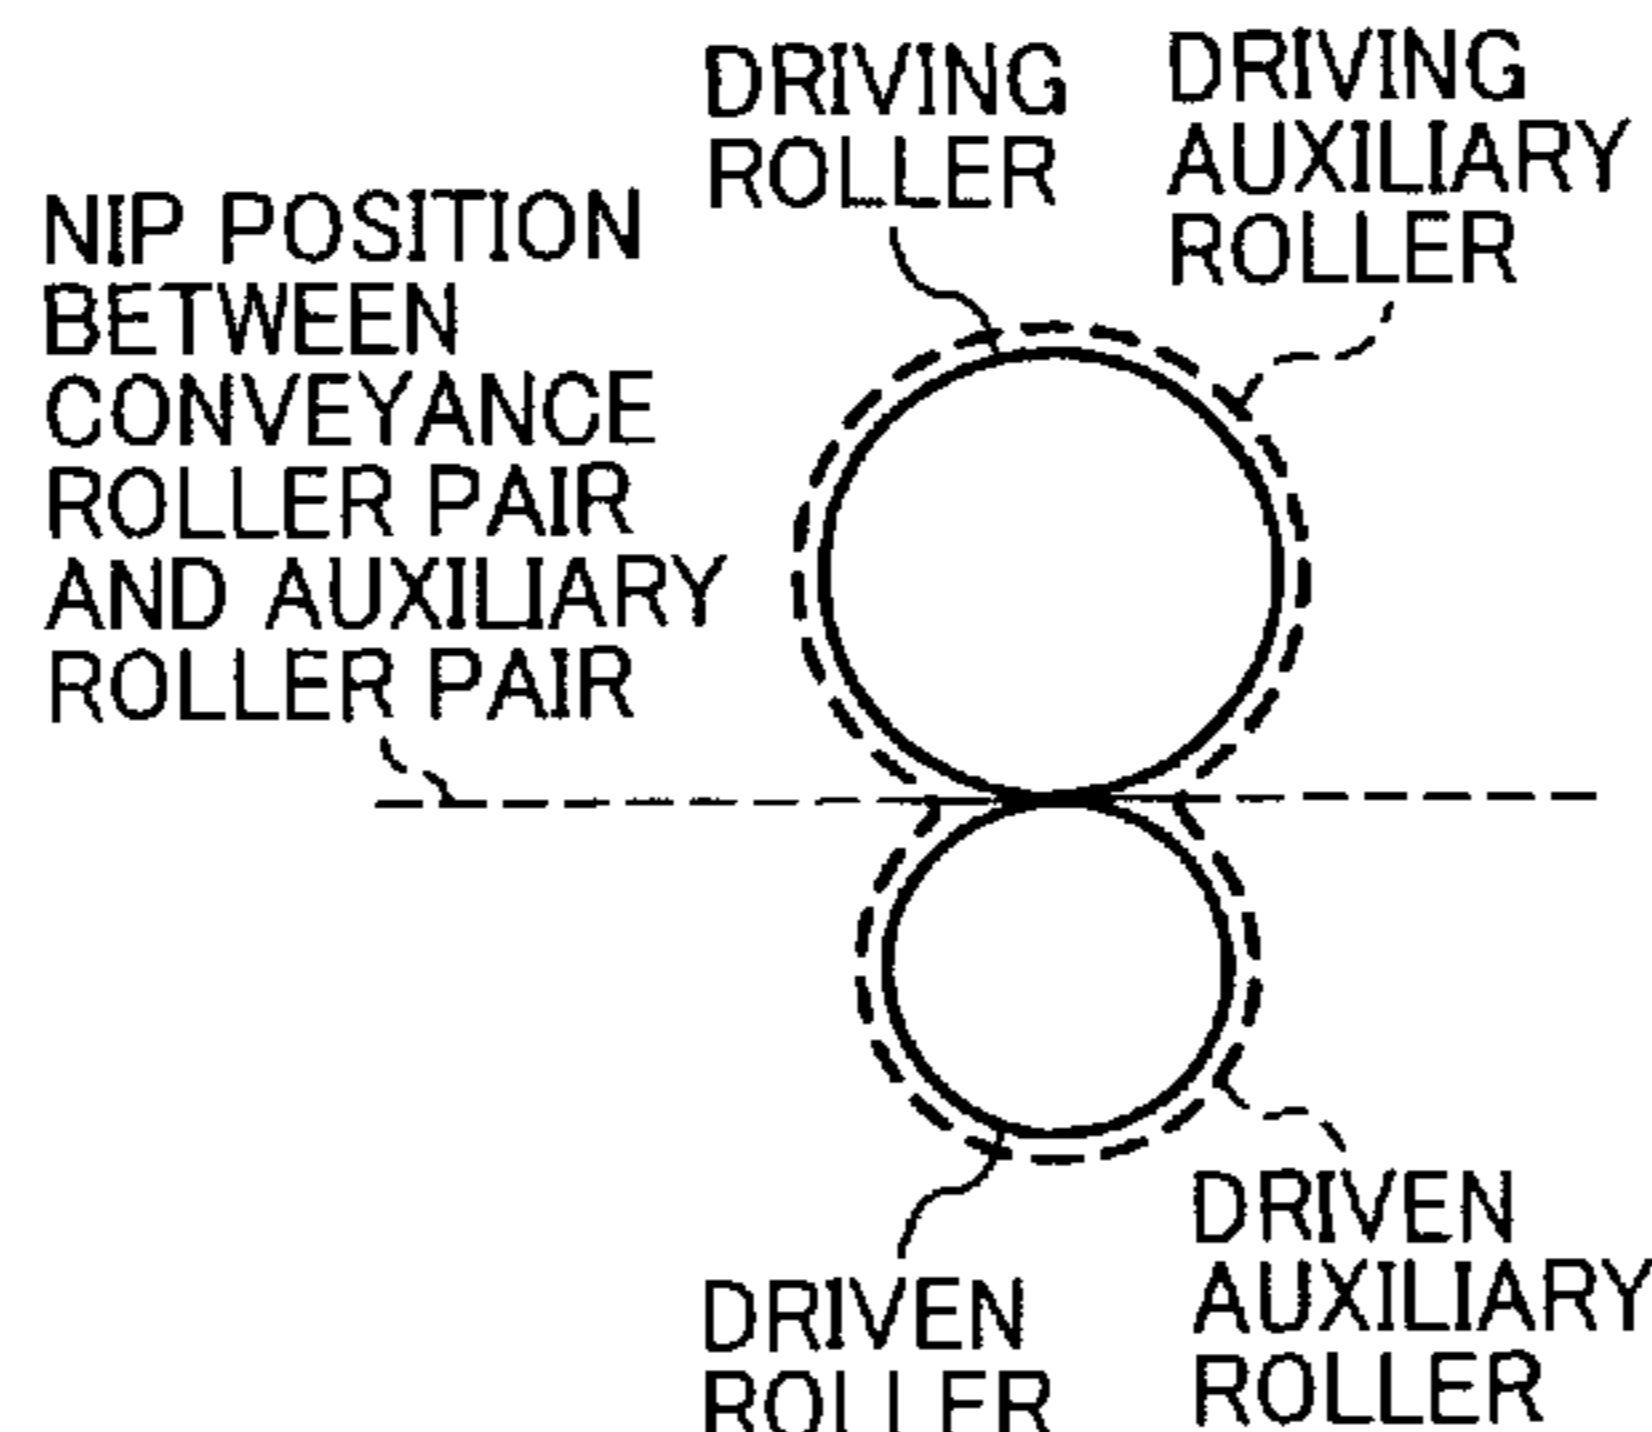 DRIVING
ROLLER
DRIVING
AUXILIARY
ROLLER
NIP POSITION
BETWEEN
CONVEYANCE
ROLLER PAIR
AND AUXILIARY
ROLLER PAIR
DRIVEN
AUXILIARY
ROLLER
DRIVEN
ROLLER